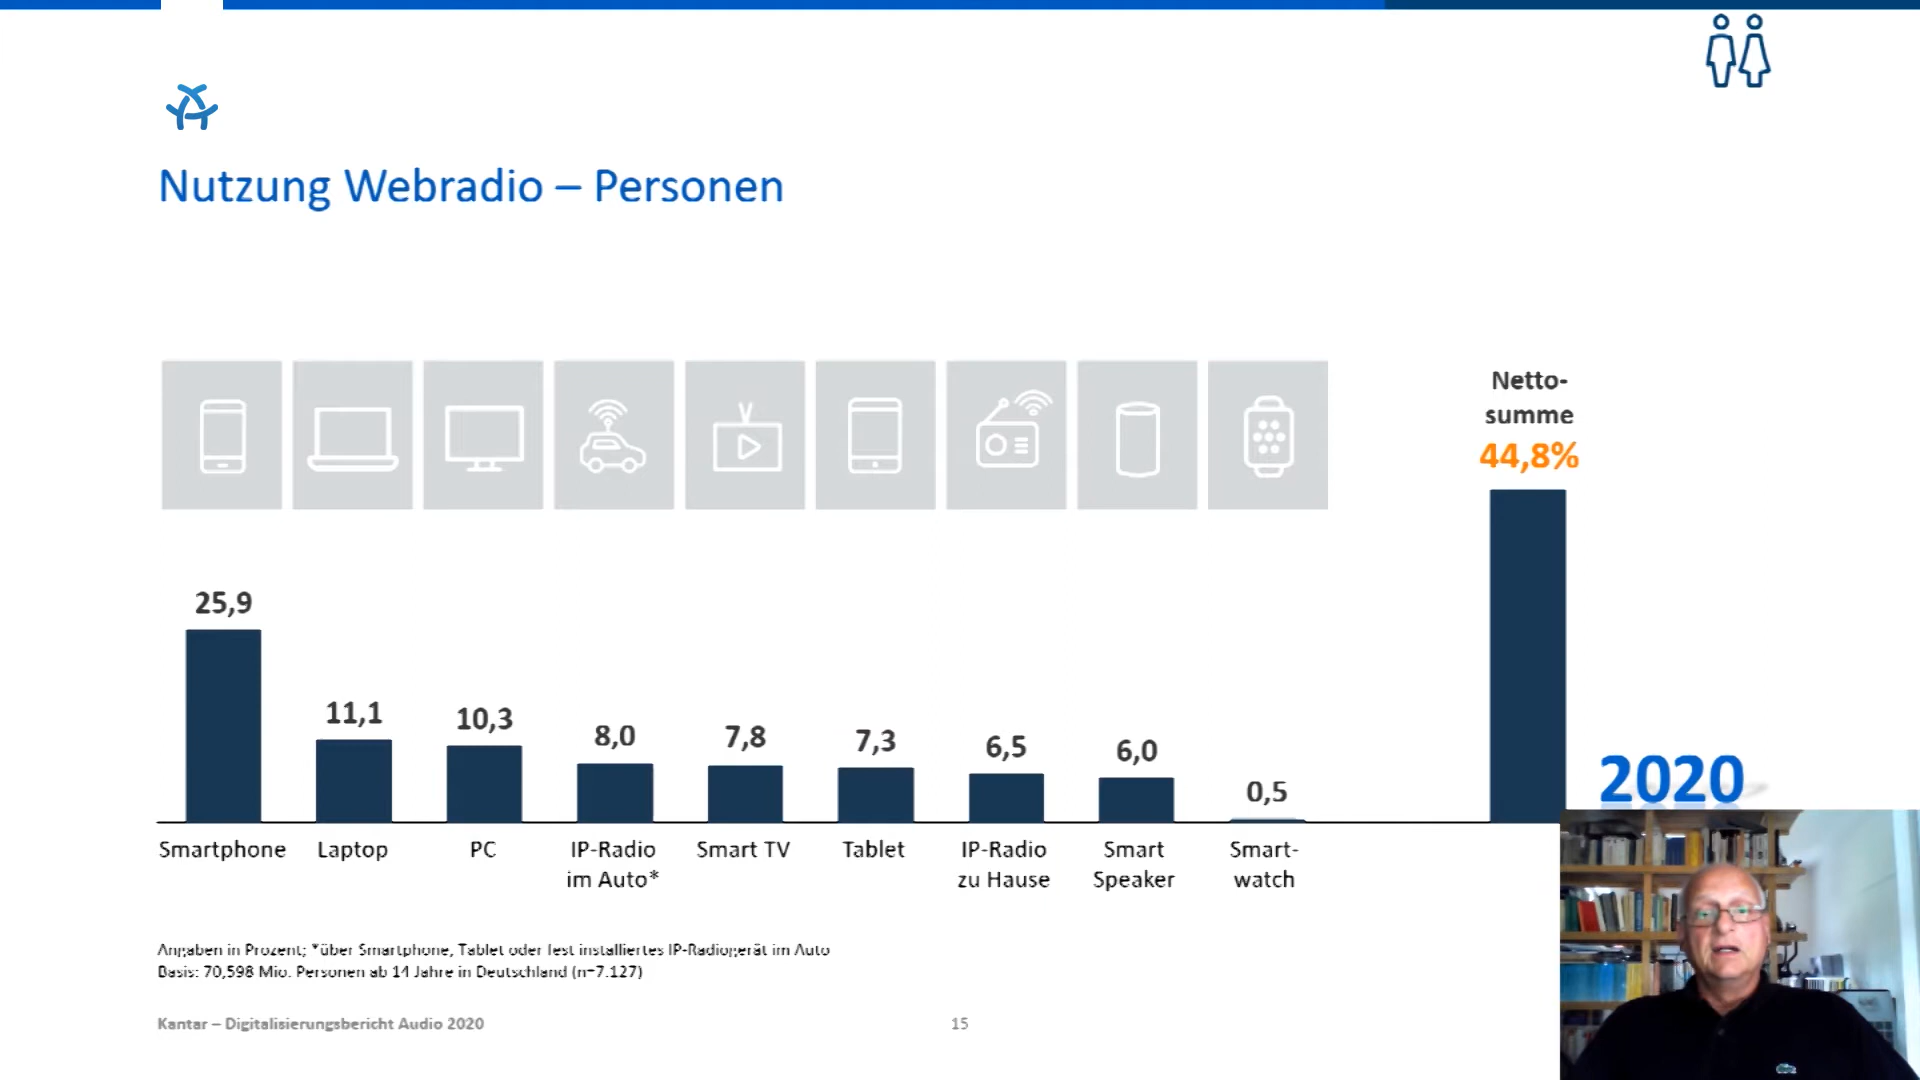 Nutzung Webradio – Personen
Netto-
summe
44,8%
25,9
11,1
10,3
8,0
7,8
7,3
6,5
6,0
0,5
2020
Smartphone
Laptop
PC
IP-Radio
im Auto*
Smart TV
Tablet
IP-Radio
zu Hause
Smart
Speaker
Smart-
watch
Angaben in Prozent; *über Smartphone, Tablet oder fest installiertes IP-Radiogerät im Auto
Basis: 70,598 Mio. Personen ab 14 Jahre in Deutschland (n=7.127)
Kantar – Digitalisierungsbericht Audio 2020
15